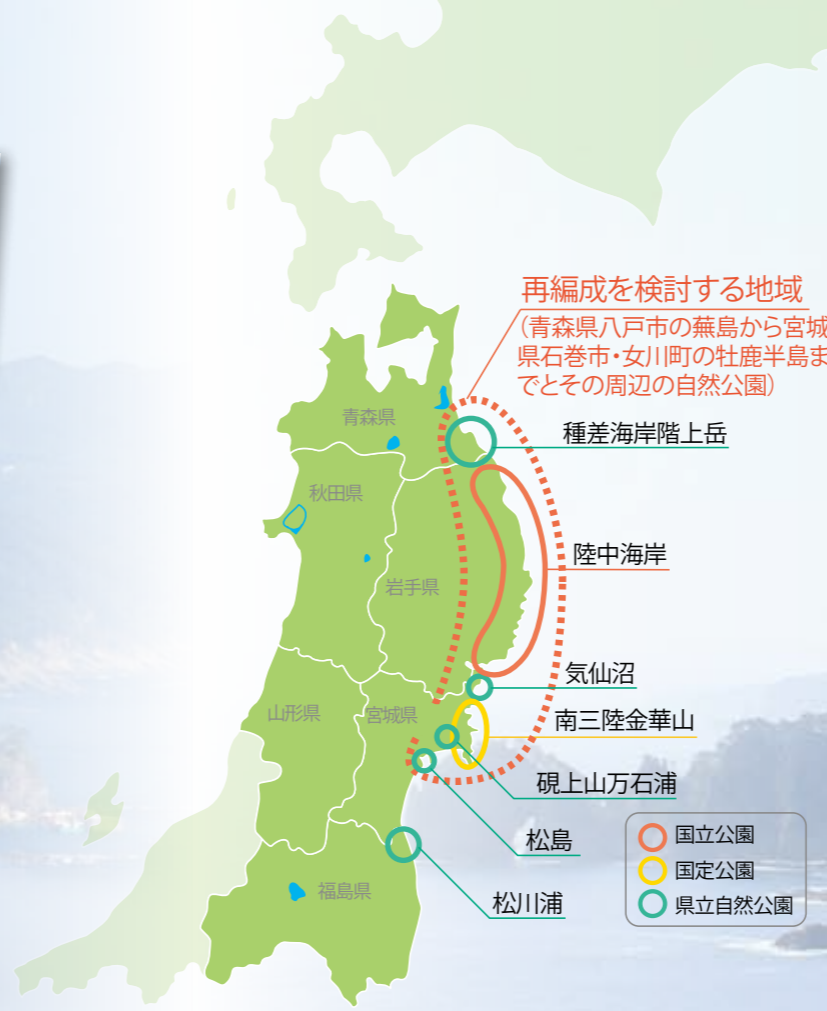 再編成を検討する地域
(青森県八戸市の蕪島から宮城
県石巻市・女川町の牡鹿半島ま
でとその周辺の自然公園)
青森県
種差海岸階上岳
秋田県
陸中海岸
岩手県
気仙沼
山形県
宮城県
南三陸金華山
硯上山万石浦
松島
国立公園
国定公園
県立自然公園
福島県
松川浦